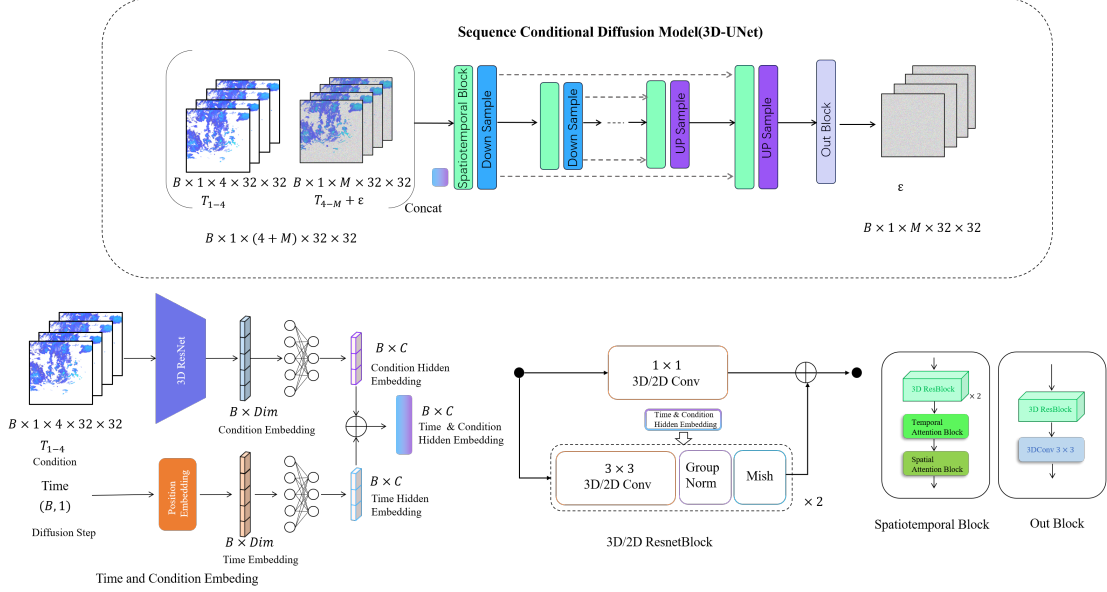 Sequence Conditional Diffusion Model(3D-UNet)
B × 1 × 4 × 32 × 32
T₁₋₄
B × 1 × M × 32 × 32
T₄₋M + ε
B × 1 × (4 + M) × 32 × 32
Concat
Spatiotemporal Block
Down Sample
Down Sample
......
UP Sample
UP Sample
Out Block
ε
B × 1 × M × 32 × 32
B × 1 × 4 × 32 × 32
T₁₋₄
Condition
3D ResNet
B × Dim
Condition Embedding
B × C
Condition Hidden
Embedding
B × C
Time & Condition
Hidden Embedding
Time
(B, 1)
Diffusion Step
Position
Embedding
B × Dim
Time Embedding
B × C
Time Hidden
Embedding
Time and Condition Embeding
1 × 1
3D/2D Conv
Time & Condition
Hidden Embedding
3 × 3
3D/2D Conv
Group
Norm
Mish
× 2
3D/2D ResnetBlock
3D ResBlock
× 2
Temporal
Attention Block
Spatial
Attention Block
Spatiotemporal Block
3D ResBlock
3DConv 3 × 3
Out Block